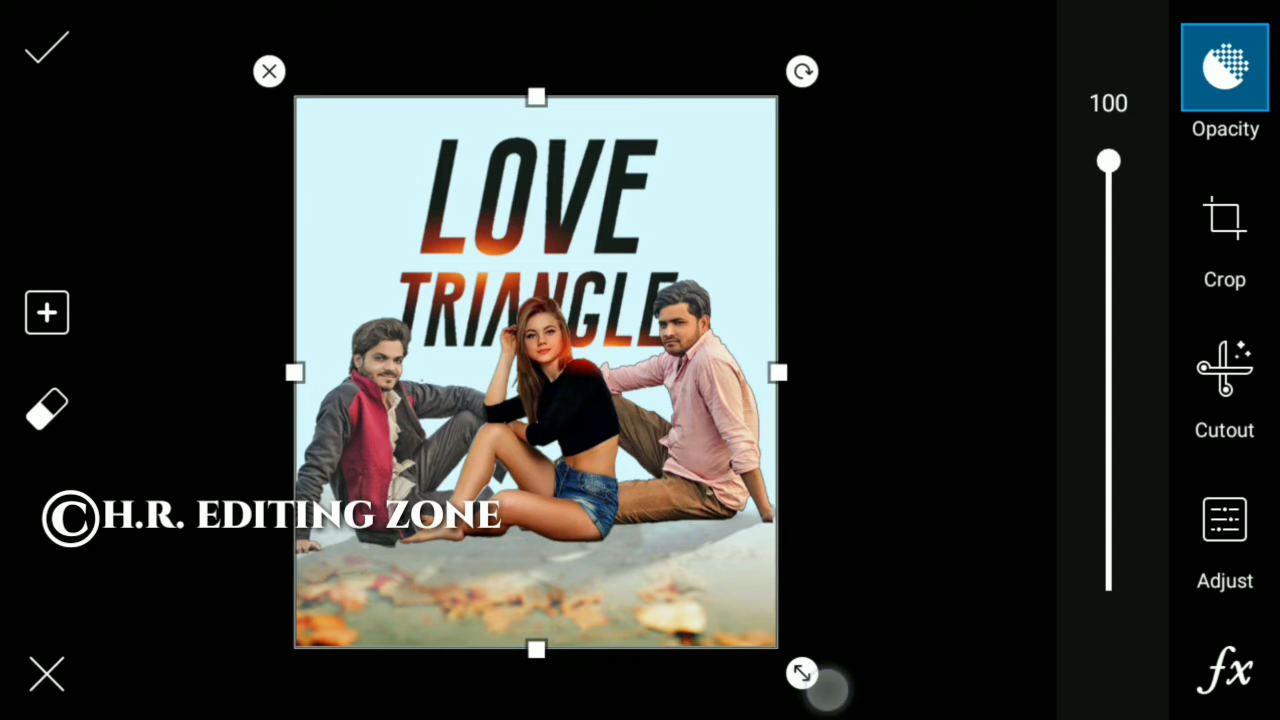 100
Opacity
LOVE
Crop
TRIANGLE
Cutout
©H.R. EDITING ZONE
Adjust
fx